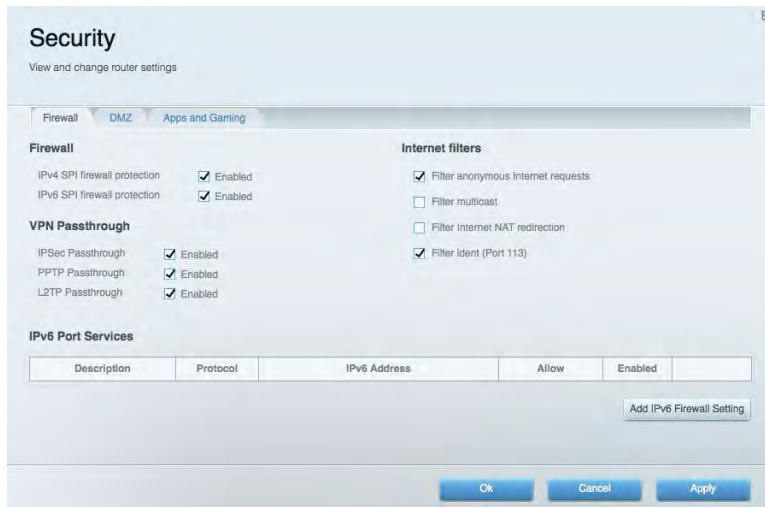 Security
View and change router settings
Firewall
DMZ
Apps and Gaming
Firewall
IPv4 SPI firewall protection
Enabled
IPv6 SPI firewall protection
Enabled
VPN Passthrough
IPSec Passthrough
Enabled
PPTP Passthrough
Enabled
L2TP Passthrough
Enabled
Internet filters
Filter anonymous Internet requests
Filter multicast
Filter Internet NAT redirection
Filter ident (Port 113)
IPv6 Port Services
Description
Protocol
IPv6 Address
Allow
Enabled
Add IPv6 Firewall Setting
Ok
Cancel
Apply